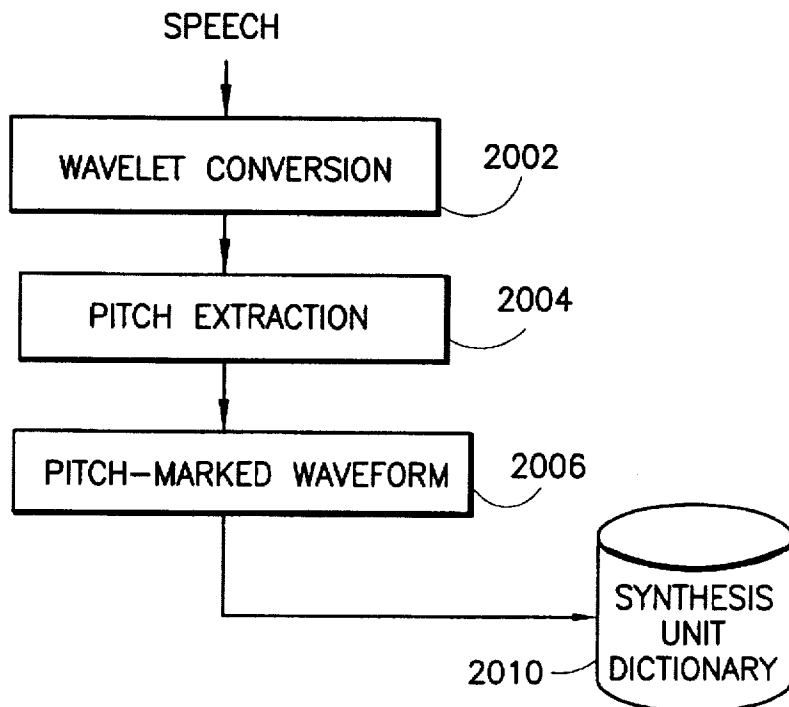 SPEECH
WAVELET CONVERSION
2002
PITCH EXTRACTION
2004
PITCH-MARKED WAVEFORM
2006
SYNTHESIS
UNIT
DICTIONARY
2010